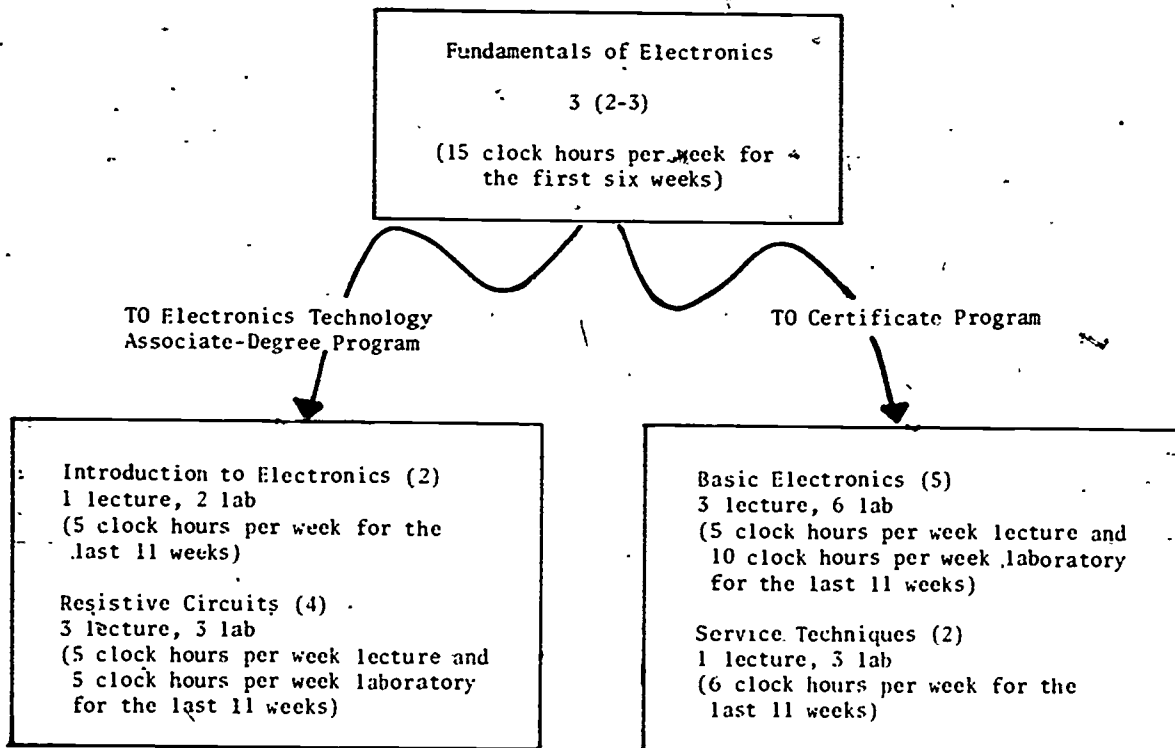 Fundamentals of Electronics
3 (2-3)
(15 clock hours per week for
the first six weeks)
TO Electronics Technology
Associate-Degree Program
TO Certificate Program
Introduction to Electronics (2)
1 lecture, 2 lab
(5 clock hours per week for the
last 11 weeks)
Resistive Circuits (4)
3 lecture, 3 lab
(5 clock hours per week lecture and
5 clock hours per week laboratory
for the last 11 weeks)
Basic Electronics (5)
3 lecture, 6 lab
(5 clock hours per week lecture and
10 clock hours per week laboratory
for the last 11 weeks)
Service Techniques (2)
1 lecture, 3 lab
(6 clock hours per week for the
last 11 weeks)